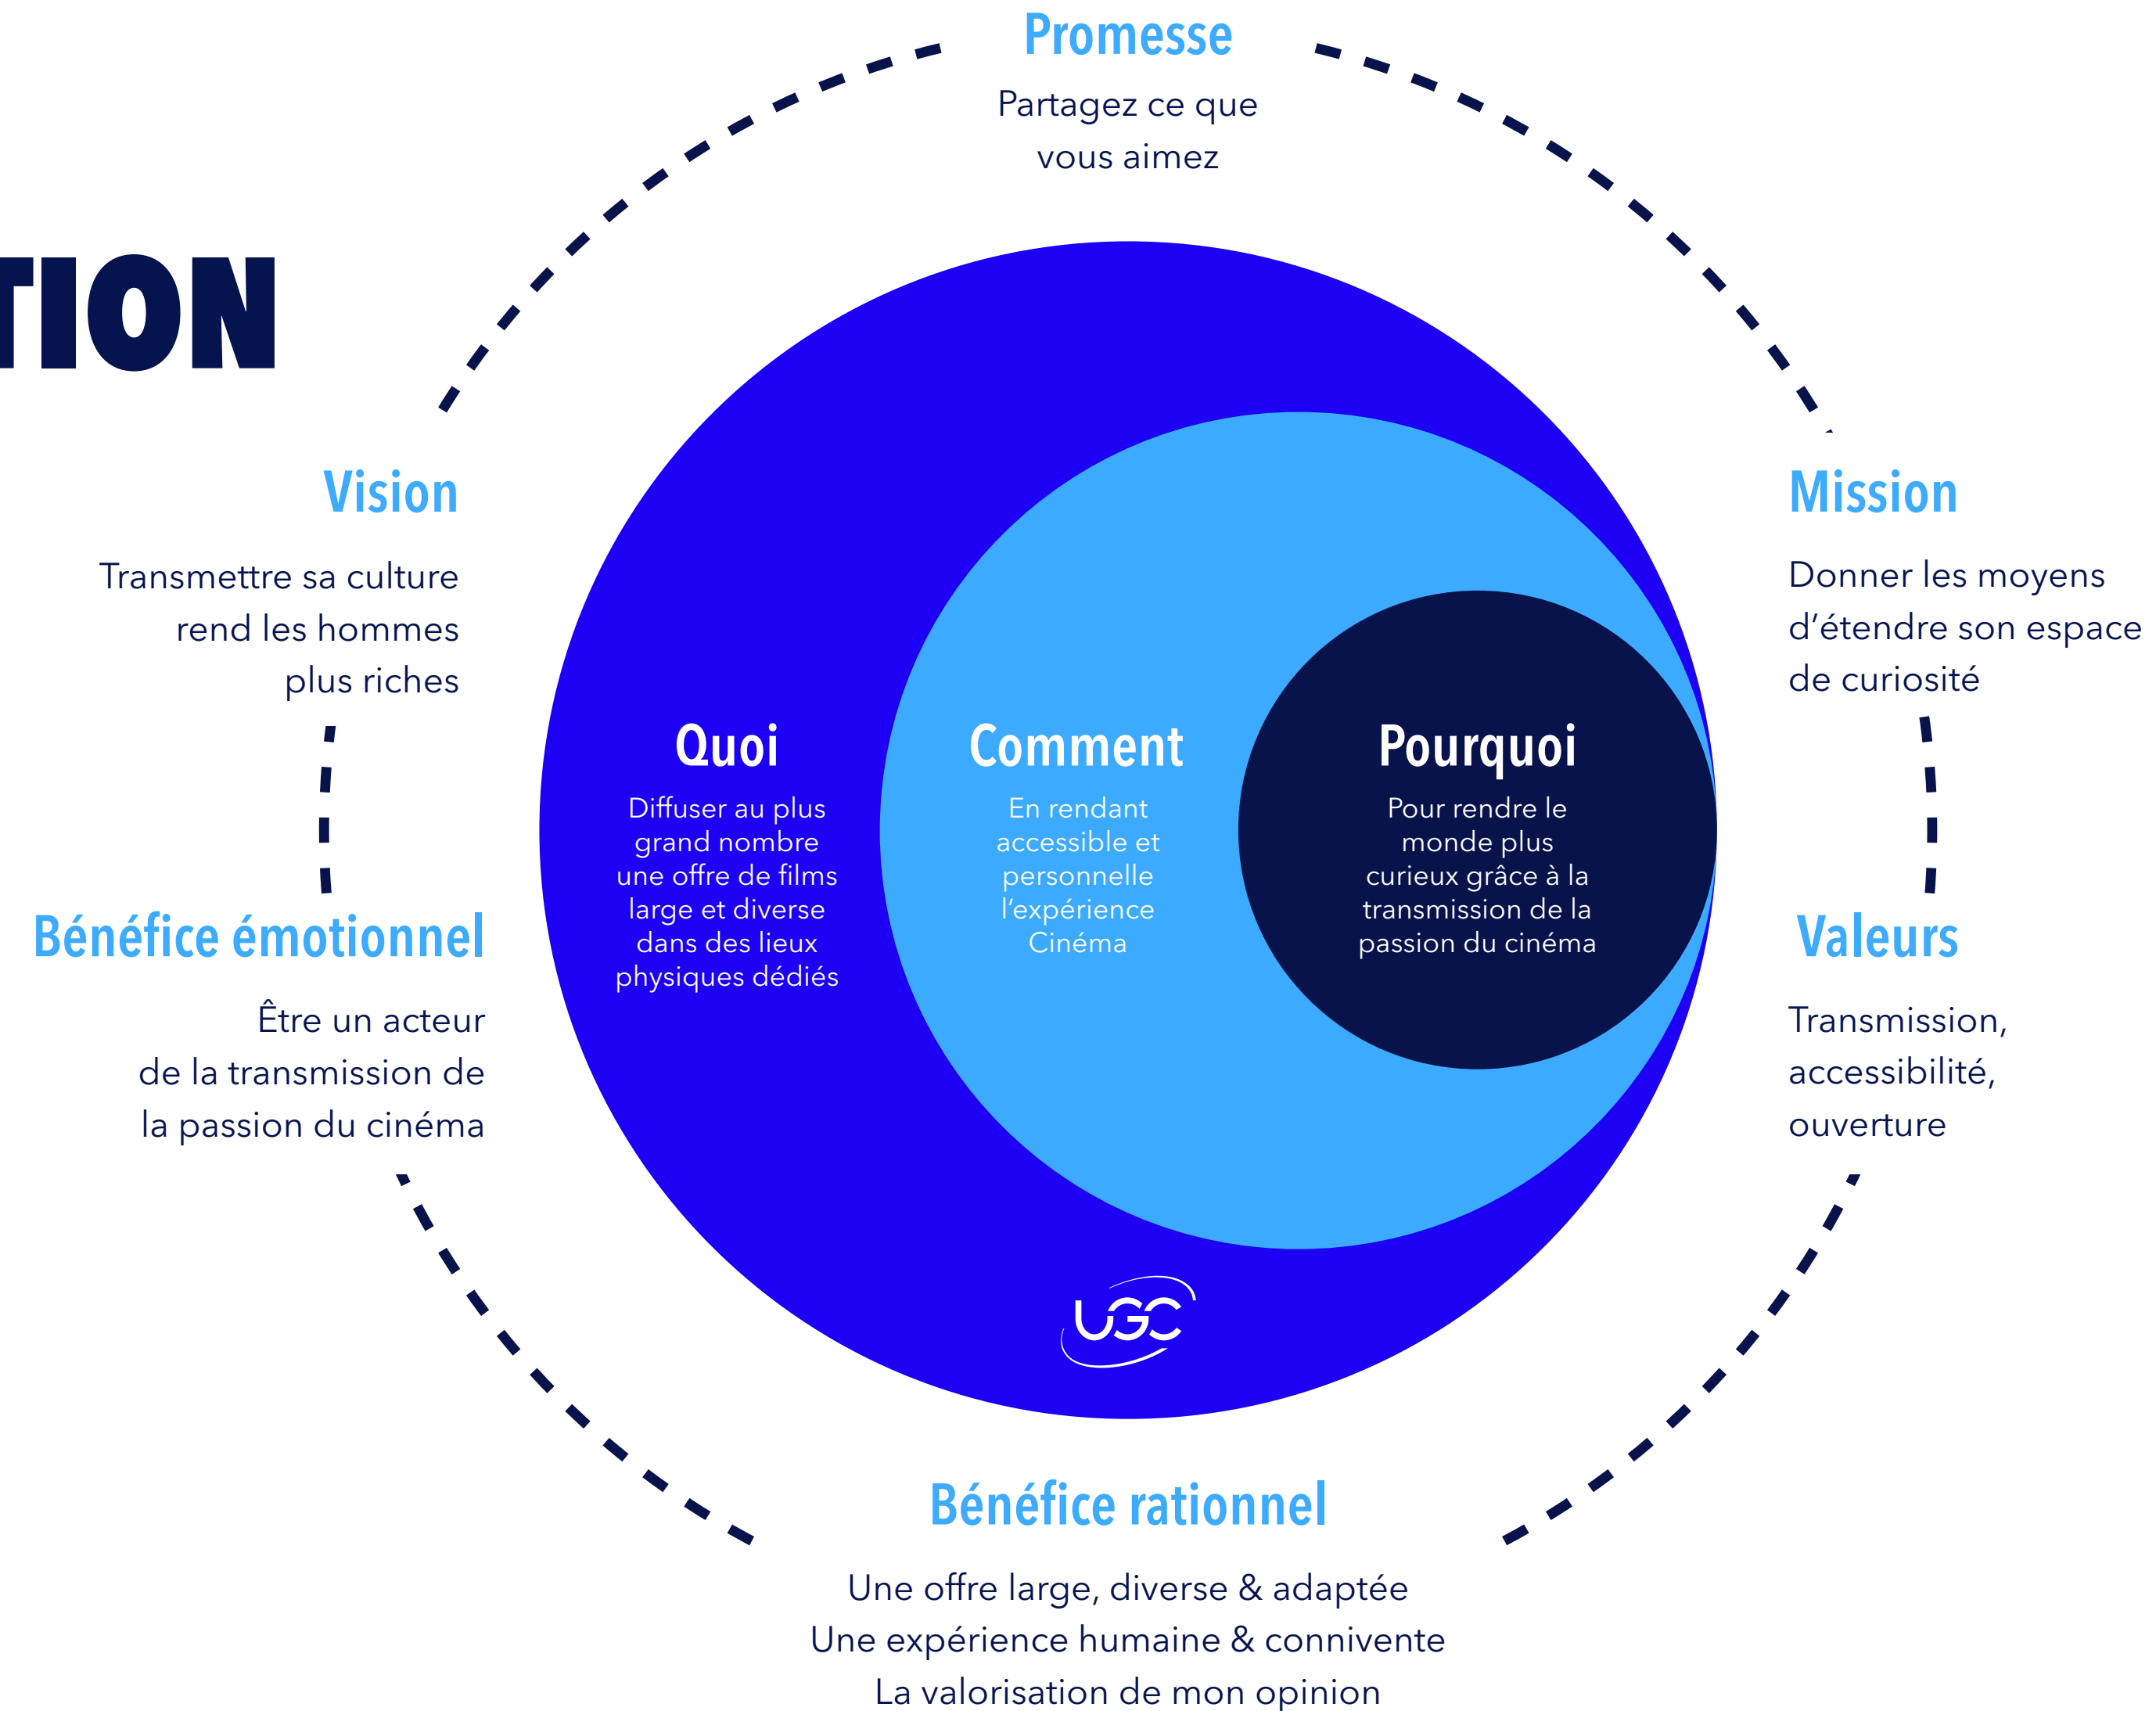 Promesse
Partagez ce que
vous aimez
TION
Vision
Transmettre sa culture
rend les hommes
plus riches
Mission
Donner les moyens
d’étendre son espace
de curiosité
Quoi
Diffuser au plus
grand nombre
une offre de films
large et diverse
dans des lieux
physiques dédiés
Comment
En rendant
accessible et
personnelle
l’expérience
Cinéma
Pourquoi
Pour rendre le
monde plus
curieux grâce à la
transmission de la
passion du cinéma
Bénéfice émotionnel
Être un acteur
de la transmission de
la passion du cinéma
Valeurs
Transmission,
accessibilité,
ouverture
UGC
Bénéfice rationnel
Une offre large, diverse & adaptée
Une expérience humaine & connivente
La valorisation de mon opinion